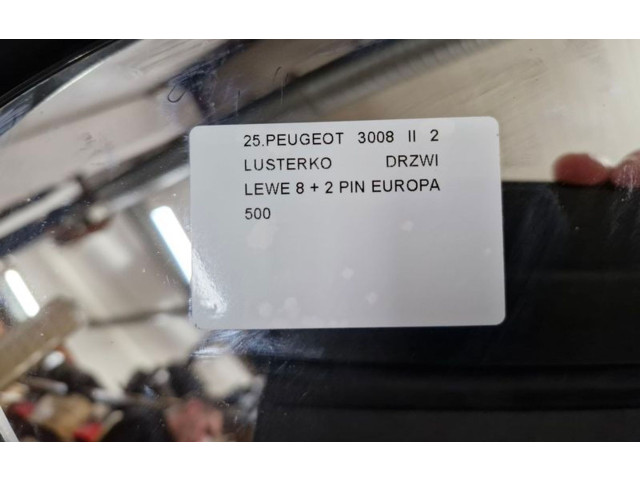 25.PEUGEOT 3008 II 2
LUSTERKO DRZWI
LEWE 8 + 2 PIN EUROPA
500